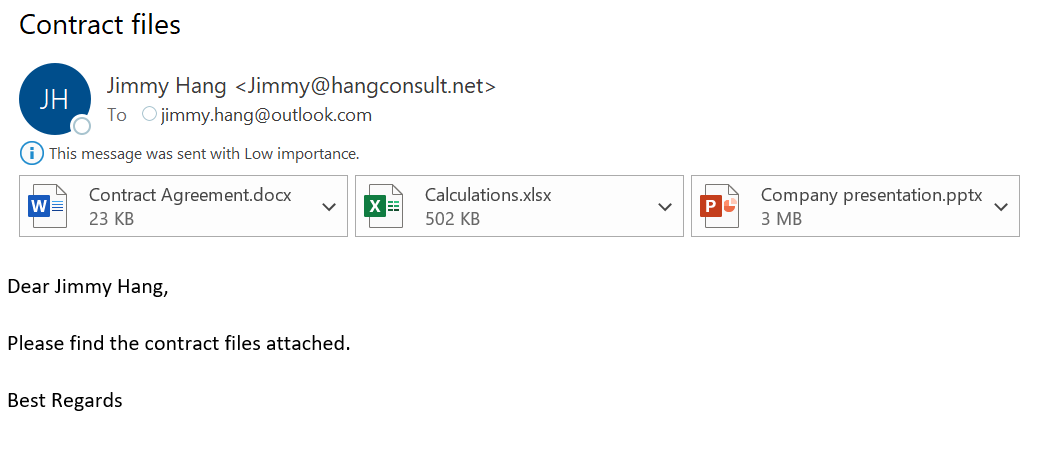 Contract files
JH
Jimmy Hang <Jimmy@hangconsult.net>
To jimmy.hang@outlook.com
i This message was sent with Low importance.
W Contract Agreement.docx
23 KB
X Calculations.xlsx
502 KB
P Company presentation.pptx
3 MB
Dear Jimmy Hang,
Please find the contract files attached.
Best Regards